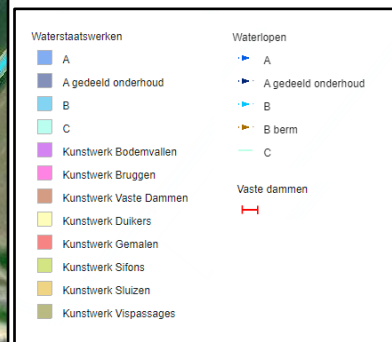 Waterstaatswerken
A
A gedeeld onderhoud
B
C
Kunstwerk Bodemvallen
Kunstwerk Bruggen
Kunstwerk Vaste Dammen
Kunstwerk Duikers
Kunstwerk Gemalen
Kunstwerk Sifons
Kunstwerk Sluizen
Kunstwerk Vispassages
Waterlopen
A
A gedeeld onderhoud
B
B berm
C
Vaste dammen